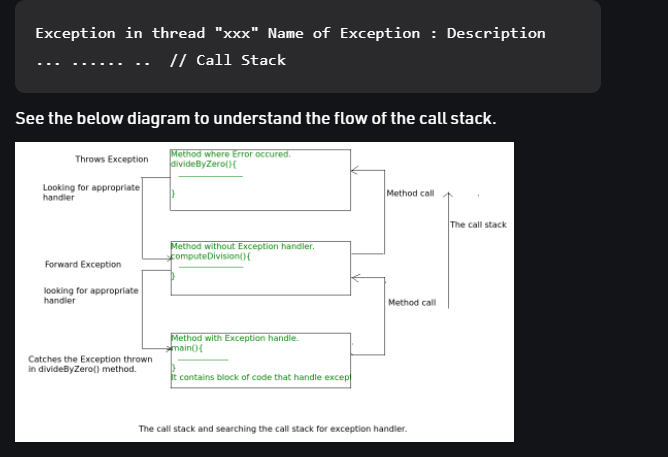 Exception in thread "xxx" Name of Exception : Description
... ...... .. // Call Stack
See the below diagram to understand the flow of the call stack.
Throws Exception
Method where Error occured.
divideByZero(){
}
Looking for appropriate
handler
Method call
The call stack
Method without Exception handler.
computeDivision(){
}
Forward Exception
looking for appropriate
handler
Method call
Method with Exception handle.
main(){
}
It contains block of code that handle except
Catches the Exception thrown
in divideByZero() method.
The call stack and searching the call stack for exception handler.